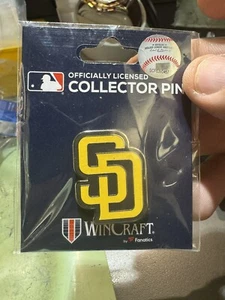 OFFICIALLY LICENSED
COLLECTOR PIN
SD
WINCRAFT
by Fanatics